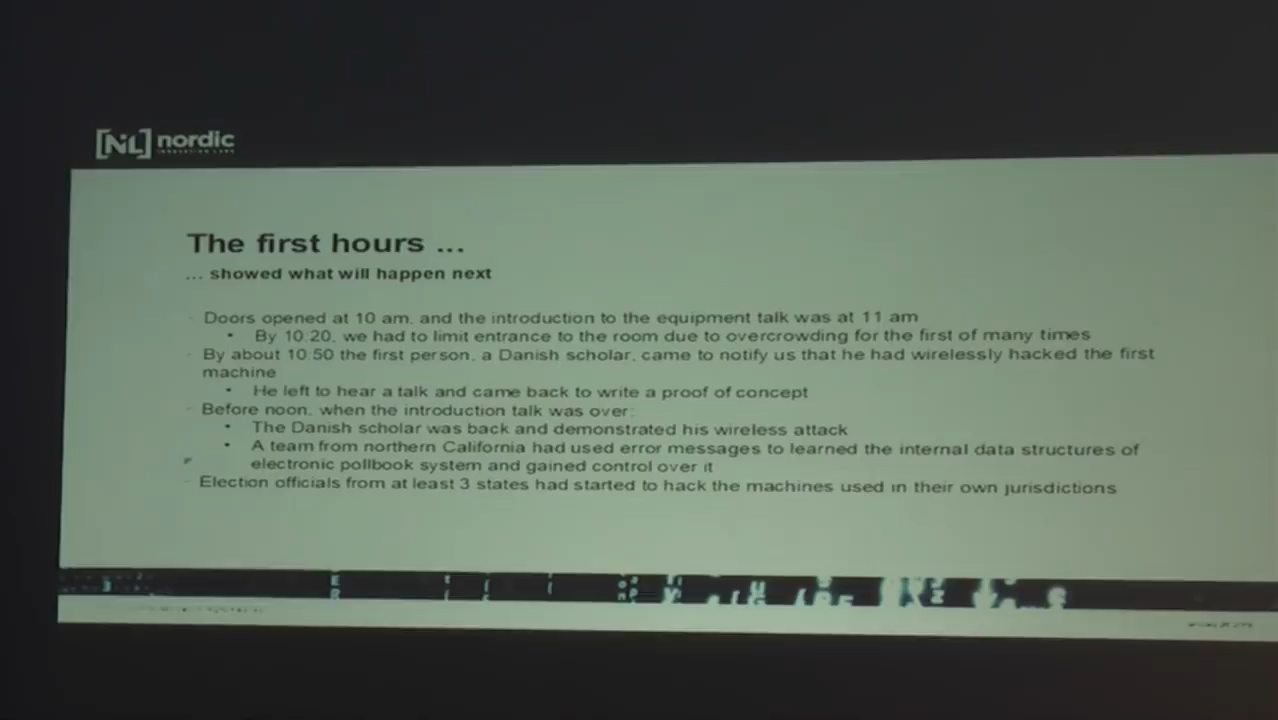 [NL] nordic
The first hours ...
... showed what will happen next
Doors opened at 10 am, and the introduction to the equipment talk was at 11 am
• By 10:20, we had to limit entrance to the room due to overcrowding for the first of many times
By about 10:50 the first person, a Danish scholar, came to notify us that he had wirelessly hacked the first
machine
• He left to hear a talk and came back to write a proof of concept
Before noon, when the introduction talk was over:
• The Danish scholar was back and demonstrated his wireless attack
• A team from northern California had used error messages to learned the internal data structures of
electronic pollbook system and gained control over it
Election officials from at least 3 states had started to hack the machines used in their own jurisdictions